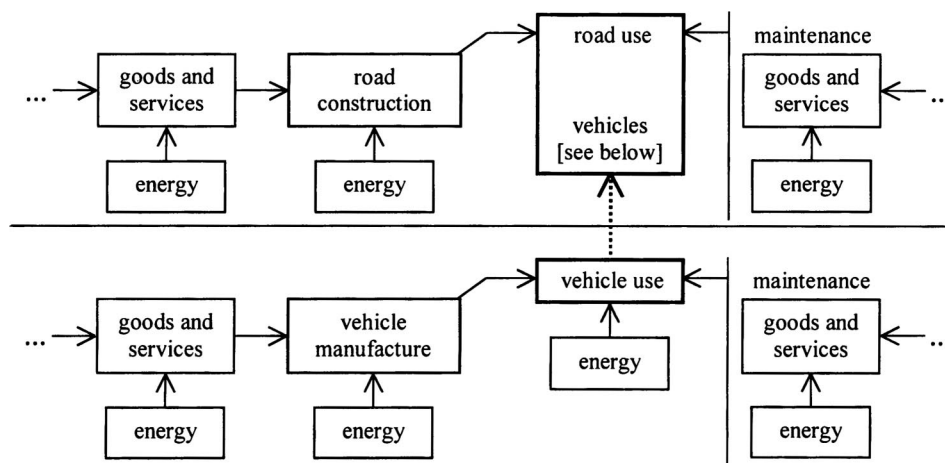 road use
maintenance
... goods and
services
road
construction
goods and
services
...
vehicles
[see below]
energy
energy
energy
vehicle use
maintenance
... goods and
services
vehicle
manufacture
energy
goods and
services
...
energy
energy
energy